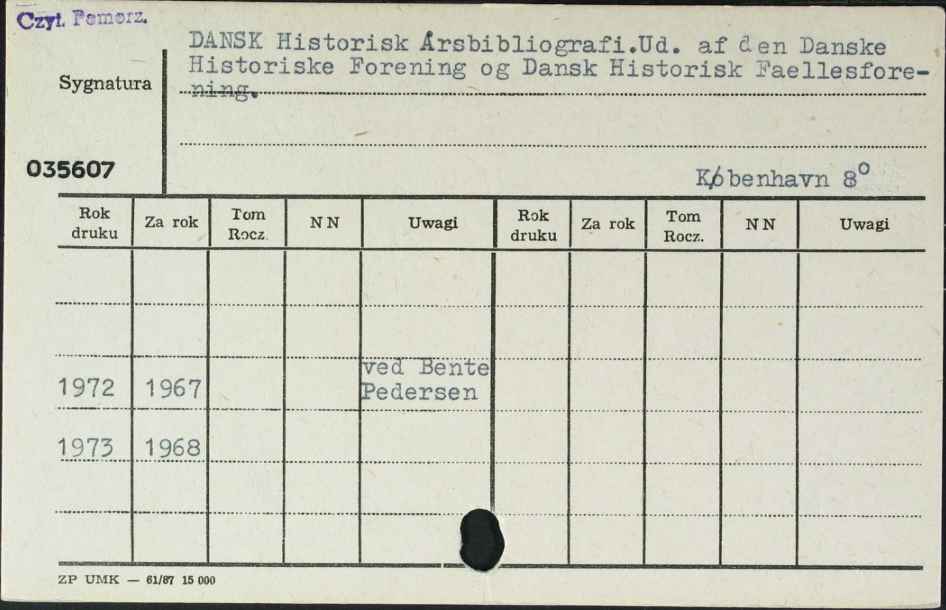 Czyt. Pomorz.
DANSK Historisk Årsbibliografi.Ud. af den Danske
Historiske Forening og Dansk Historisk Faellesfore-
ning.
Sygnatura
035607
København 8°
Rok druku Za rok Tom Rocz. NN Uwagi Rok druku Za rok Tom Rocz. NN Uwagi
ved Bente
1972 1967 Pedersen
1973 1968
ZP UMK — 61/87 15 000